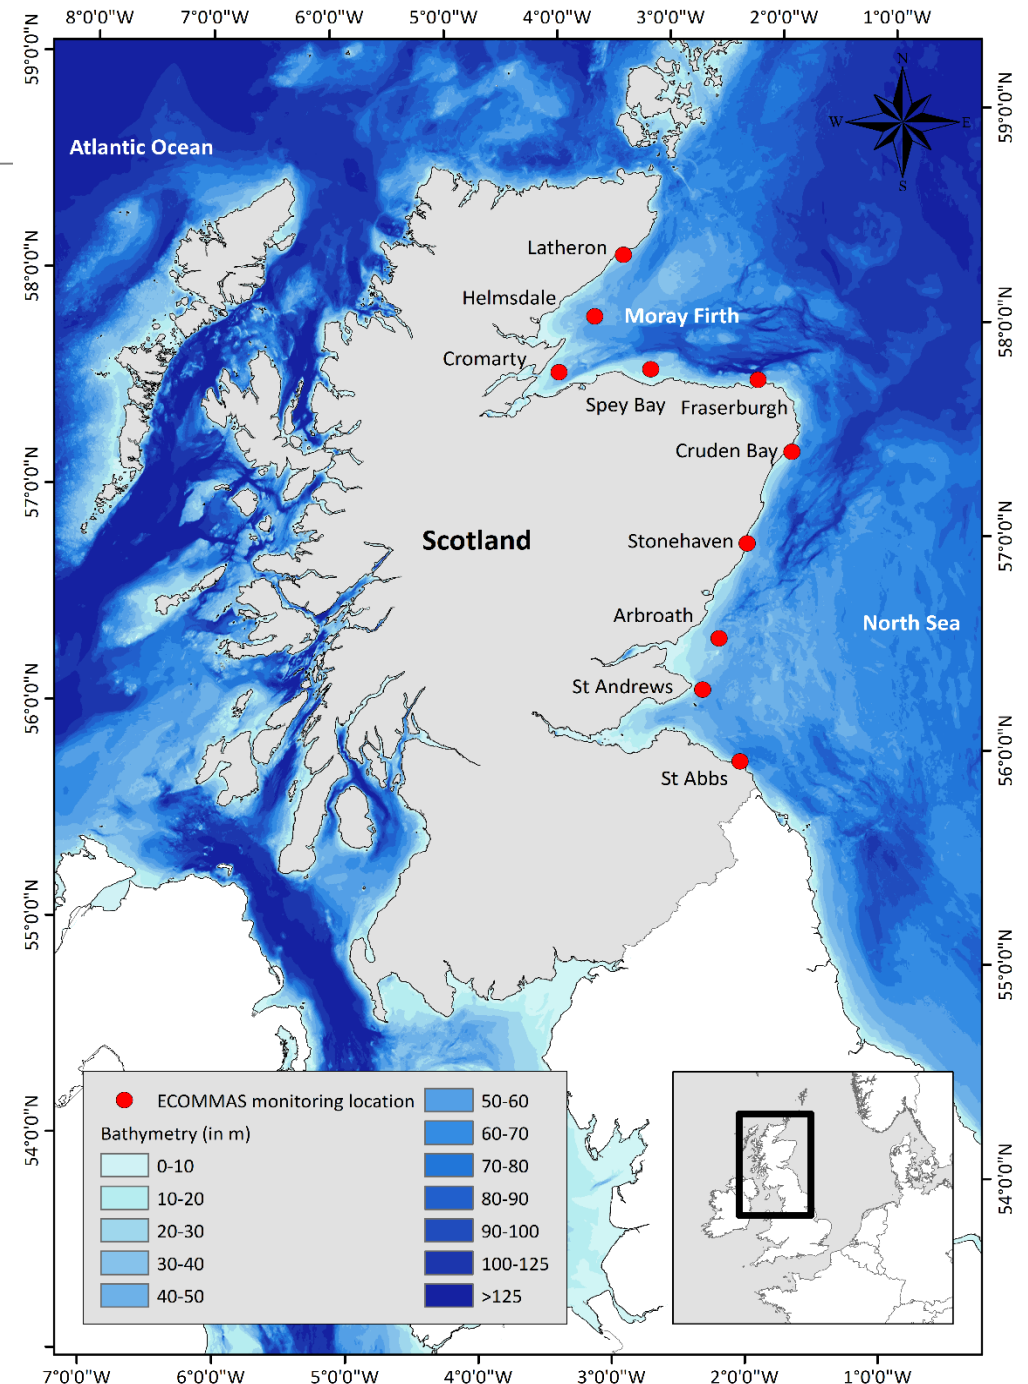 8°0'0"W 7°0'0"W 6°0'0"W 5°0'0"W 4°0'0"W 3°0'0"W 2°0'0"W 1°0'0"W
59°0'0"N
59°0'0"N
N
W E
S
Atlantic Ocean
Latheron
58°0'0"N
Helmsdale
Moray Firth
58°0'0"N
Cromarty
Spey Bay
Fraserburgh
Cruden Bay
57°0'0"N
Scotland
Stonehaven
57°0'0"N
Arbroath
North Sea
St Andrews
56°0'0"N
56°0'0"N
St Abbs
55°0'0"N
55°0'0"N
ECOMMAS monitoring location
Bathymetry (in m)
0-10
10-20
20-30
30-40
40-50
50-60
60-70
70-80
80-90
90-100
100-125
>125
54°0'0"N
54°0'0"N
7°0'0"W 6°0'0"W 5°0'0"W 4°0'0"W 3°0'0"W 2°0'0"W 1°0'0"W